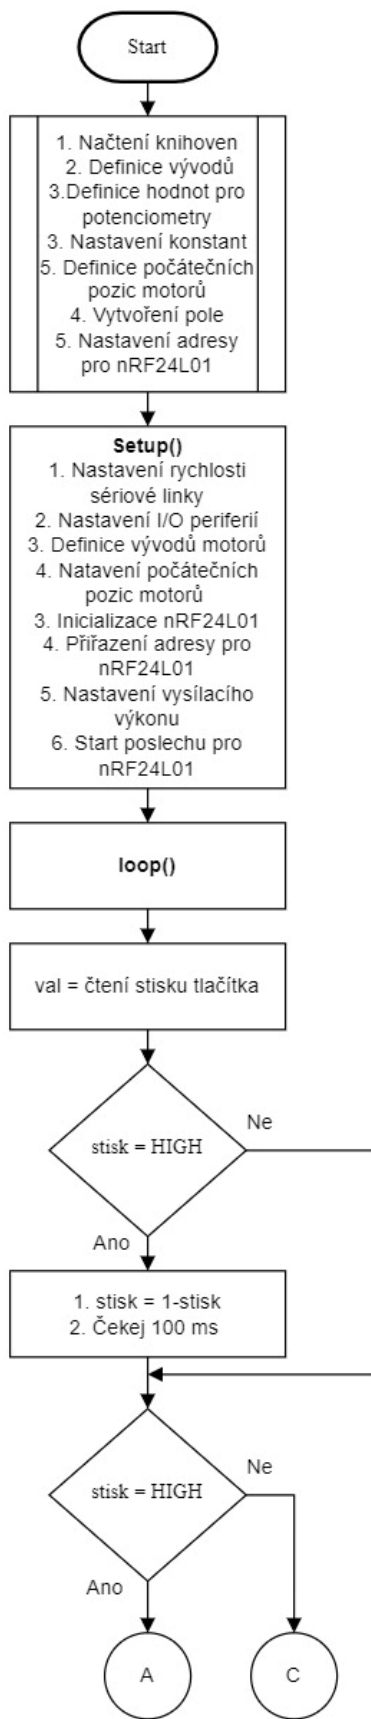 Start
1. Načtení knihoven
2. Definice vývodů
3.Definice hodnot pro
potenciometry
3. Nastavení konstant
5. Definice počátečních
pozic motorů
4. Vytvoření pole
5. Nastavení adresy
pro nRF24L01
Setup()
1. Nastavení rychlosti
sériové linky
2. Nastavení I/O periferií
3. Definice vývodů motorů
4. Natavení počátečních
pozic motorů
3. Inicializace nRF24L01
4. Přiřazení adresy pro
nRF24L01
5. Nastavení vysílacího
výkonu
6. Start poslechu pro
nRF24L01
loop()
val = čtení stisku tlačítka
Ne
stisk = HIGH
Ano
1. stisk = 1-stisk
2. Čekej 100 ms
Ne
stisk = HIGH
Ano
A
C